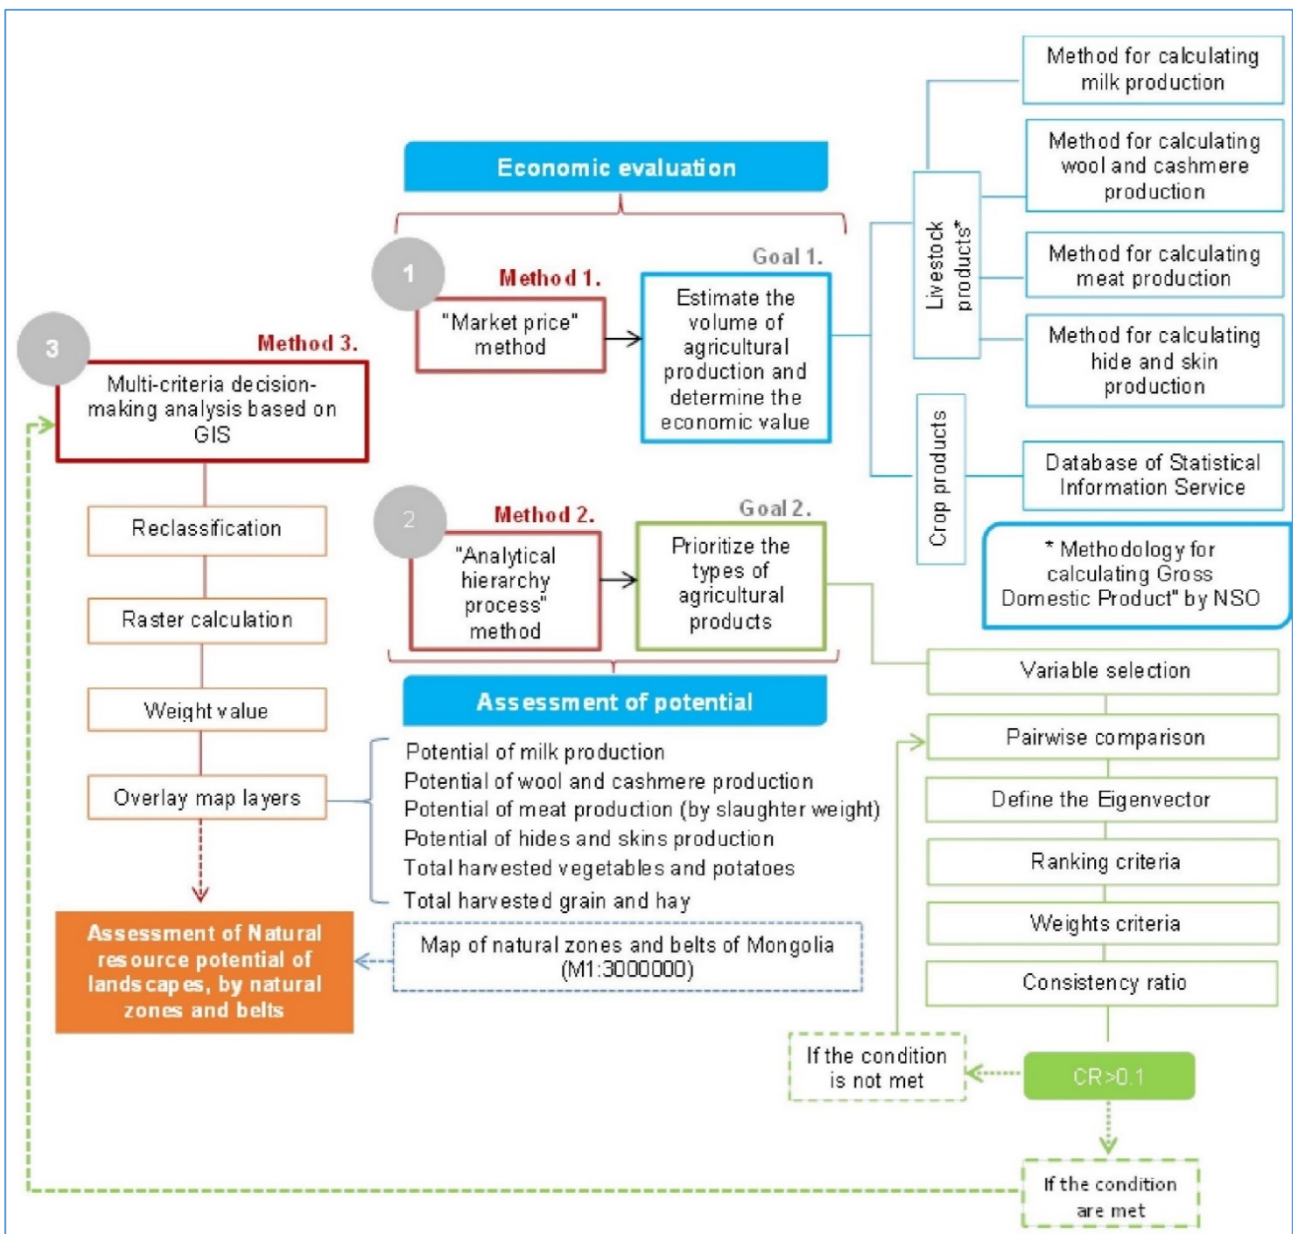 Economic evaluation
1
Method 1.
"Market price"
method
Goal 1.
Estimate the
volume of
agricultural
production and
determine the
economic value
Livestock
products*
Method for calculating
milk production
Method for calculating
wool and cashmere
production
Method for calculating
meat production
Method for calculating
hide and skin
production
Crop products
Database of Statistical
Information Service
* Methodology for
calculating Gross
Domestic Product" by NSO
2
Method 2.
"Analytical
hierarchy
process"
method
Goal 2.
Prioritize the
types of
agricultural
products
Assessment of potential
Variable selection
Pairwise comparison
Define the Eigenvector
Ranking criteria
Weights criteria
Consistency ratio
CR>0.1
If the condition
is not met
If the condition
are met
3
Method 3.
Multi-criteria decision-
making analysis based on
GIS
Reclassification
Raster calculation
Weight value
Overlay map layers
Potential of milk production
Potential of wool and cashmere production
Potential of meat production (by slaughter weight)
Potential of hides and skins production
Total harvested vegetables and potatoes
Total harvested grain and hay
Assessment of Natural
resource potential of
landscapes, by natural
zones and belts
Map of natural zones and belts of Mongolia
(M1:3000000)